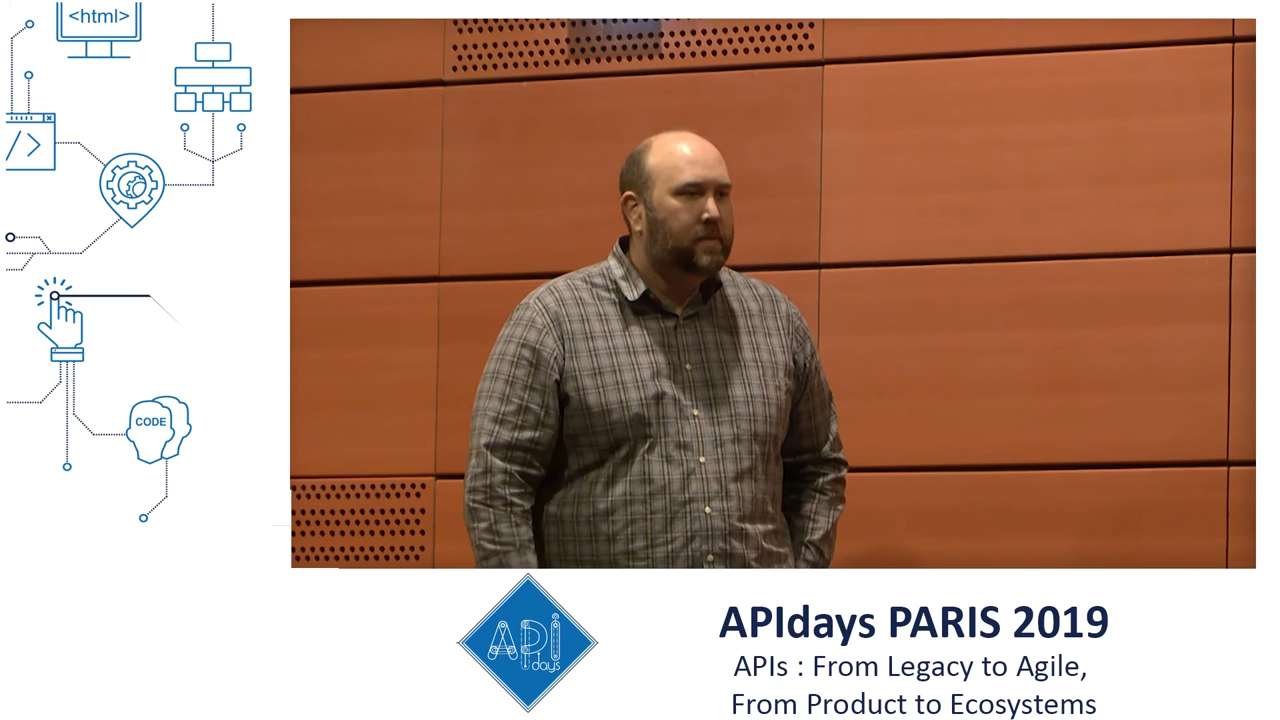 <html>
/>
CODE
API
days
APIdays PARIS 2019
APIs : From Legacy to Agile,
From Product to Ecosystems